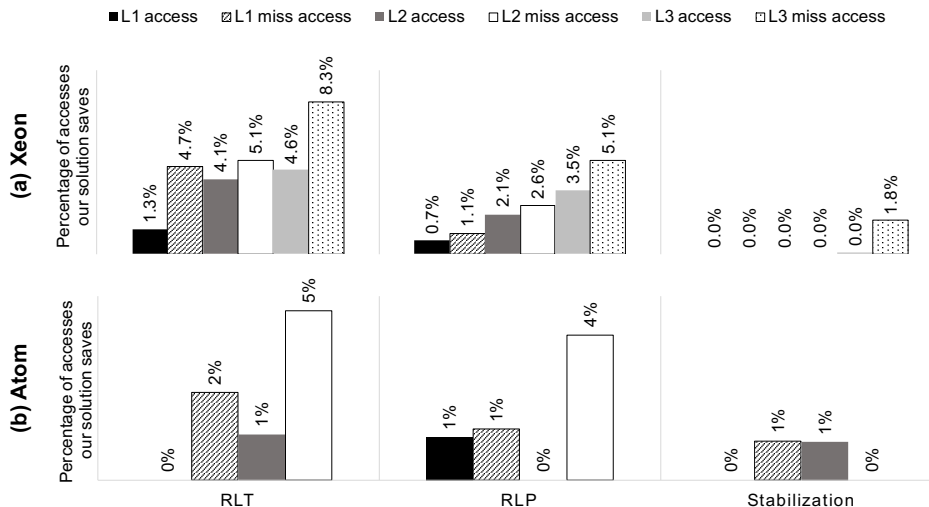 L1 access L1 miss access L2 access L2 miss access L3 access L3 miss access
(a) Xeon
Percentage of accesses
our solution saves
1.3% 4.7% 4.1% 5.1% 4.6% 8.3%
0.7% 1.1% 2.1% 2.6% 3.5% 5.1%
0.0% 0.0% 0.0% 0.0% 0.0% 1.8%
(b) Atom
Percentage of accesses
our solution saves
0% 2% 1% 5%
1% 1% 0% 4%
0% 1% 1% 0%
RLT RLP Stabilization